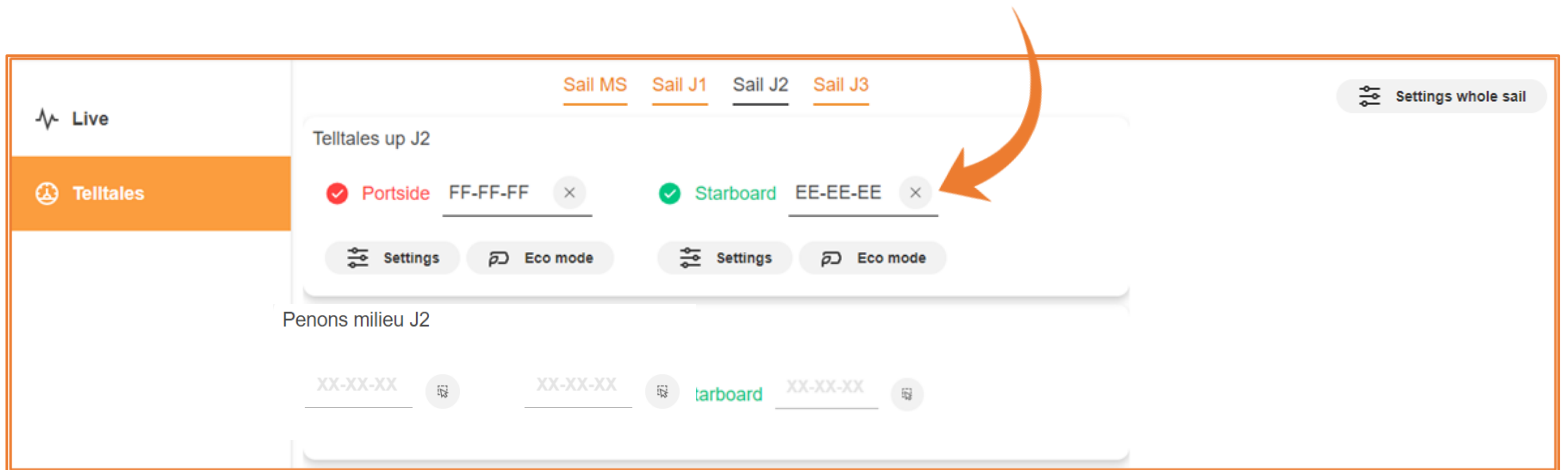 Sail MS Sail J1 Sail J2 Sail J3
Settings whole sail
Live
Telltales
Telltales up J2
Portside FF-FF-FF Starboard EE-EE-EE
Settings Eco mode Settings Eco mode
Penons milieu J2
XX-XX-XX XX-XX-XX tarboard XX-XX-XX